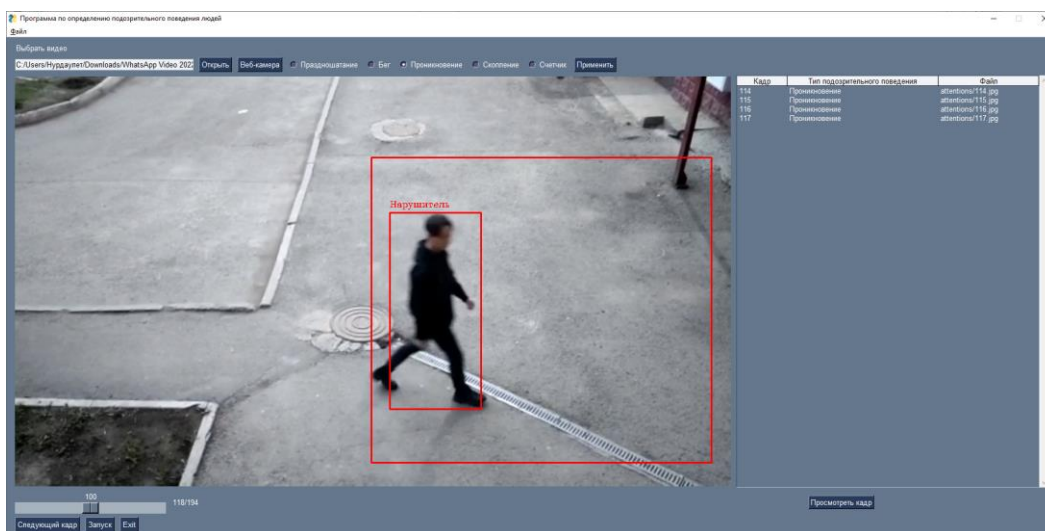 Программа по определению подозрительного поведения людей
Файл
Выбрать видео
C:/Users/Нурдаулет/Downloads/WhatsApp Video 2022 Открыть Веб-камера Праздношатание Бег Проникновение Скопление Счетчик Применить
Кадр Тип подозрительного поведения Файл
114 Проникновение attentions/114.jpg
115 Проникновение attentions/115.jpg
116 Проникновение attentions/116.jpg
117 Проникновение attentions/117.jpg
Нарушитель
100
118/194
Просмотреть кадр
Следующий кадр Запуск Exit